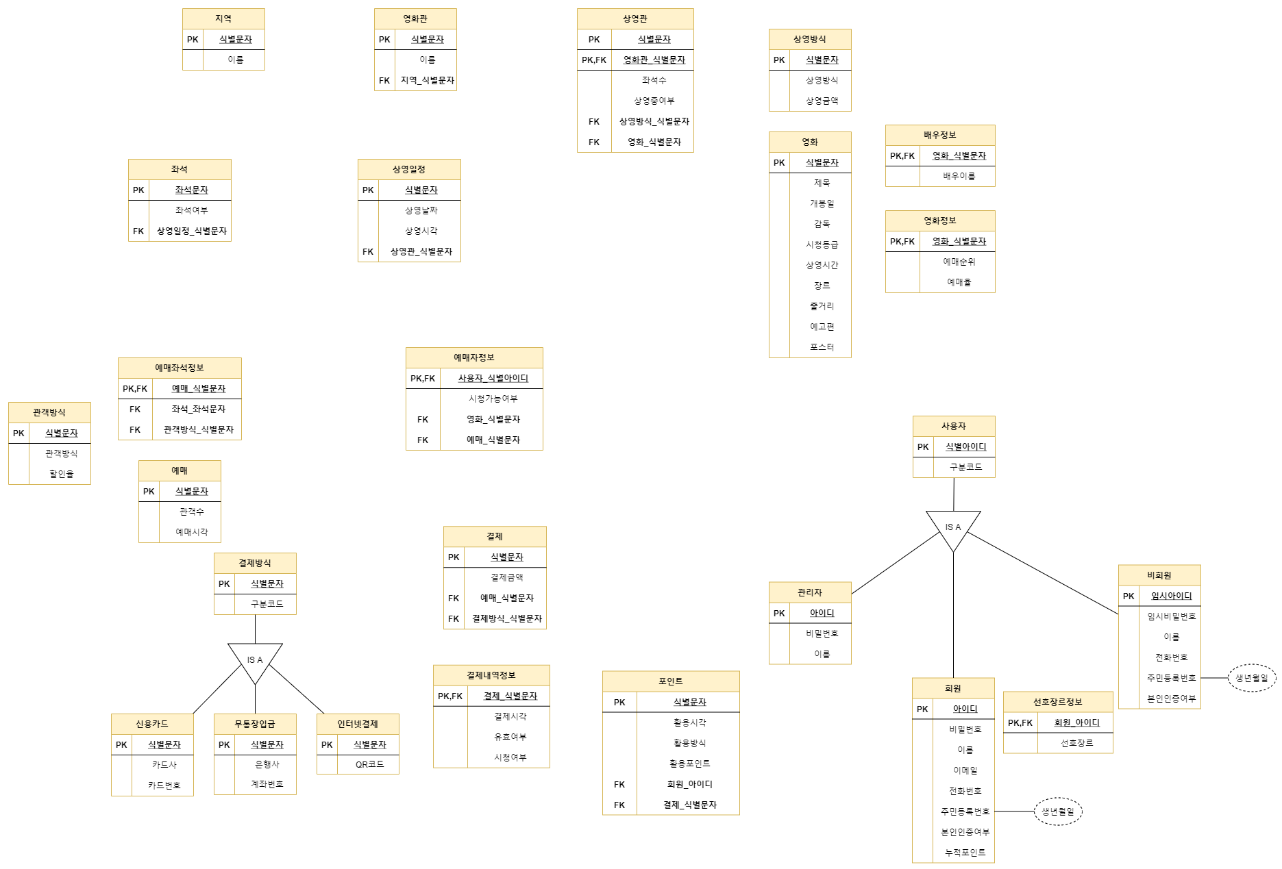 지역
PK 식별문자
이름
영화관
PK 식별문자
이름
FK 지역_식별문자
상영관
PK 식별문자
PK,FK 영화관_식별문자
좌석수
상영중여부
FK 상영방식_식별문자
FK 영화_식별문자
상영방식
PK 식별문자
상영방식
상영금액
영화
PK 식별문자
제목
개봉일
감독
시청등급
상영시간
장르
줄거리
예고편
포스터
배우정보
PK,FK 영화_식별문자
배우이름
영화정보
PK,FK 영화_식별문자
예매순위
예매율
좌석
PK 좌석문자
좌석여부
FK 상영일정_식별문자
상영일정
PK 식별문자
상영날짜
상영시각
FK 상영관_식별문자
예매좌석정보
PK,FK 예매_식별문자
FK 좌석_좌석문자
FK 관객방식_식별문자
예매자정보
PK,FK 사용자_식별아이디
시청가능여부
FK 영화_식별문자
FK 예매_식별문자
관객방식
PK 식별문자
관객방식
할인율
예매
PK 식별문자
관객수
예매시각
사용자
PK 식별아이디
구분코드
IS A
결제
PK 식별문자
결제금액
FK 예매_식별문자
FK 결제방식_식별문자
결제방식
PK 식별문자
구분코드
IS A
관리자
PK 아이디
비밀번호
이름
비회원
PK 임시아이디
임시비밀번호
이름
전화번호
주민등록번호
본인인증여부
생년월일
결제내역정보
PK,FK 결제_식별문자
결제시각
유효여부
시청여부
포인트
PK 식별문자
활용시각
활용방식
활용포인트
FK 회원_아이디
FK 결제_식별문자
회원
PK 아이디
비밀번호
이름
이메일
전화번호
주민등록번호
본인인증여부
누적포인트
생년월일
선호장르정보
PK,FK 회원_아이디
선호장르
신용카드
PK 식별문자
카드사
카드번호
무통장입금
PK 식별문자
은행사
계좌번호
인터넷결제
PK 식별문자
QR코드